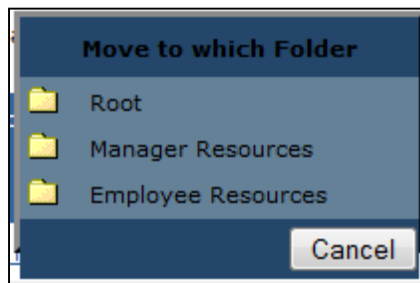 Move to which Folder
Root
Manager Resources
Employee Resources
Cancel